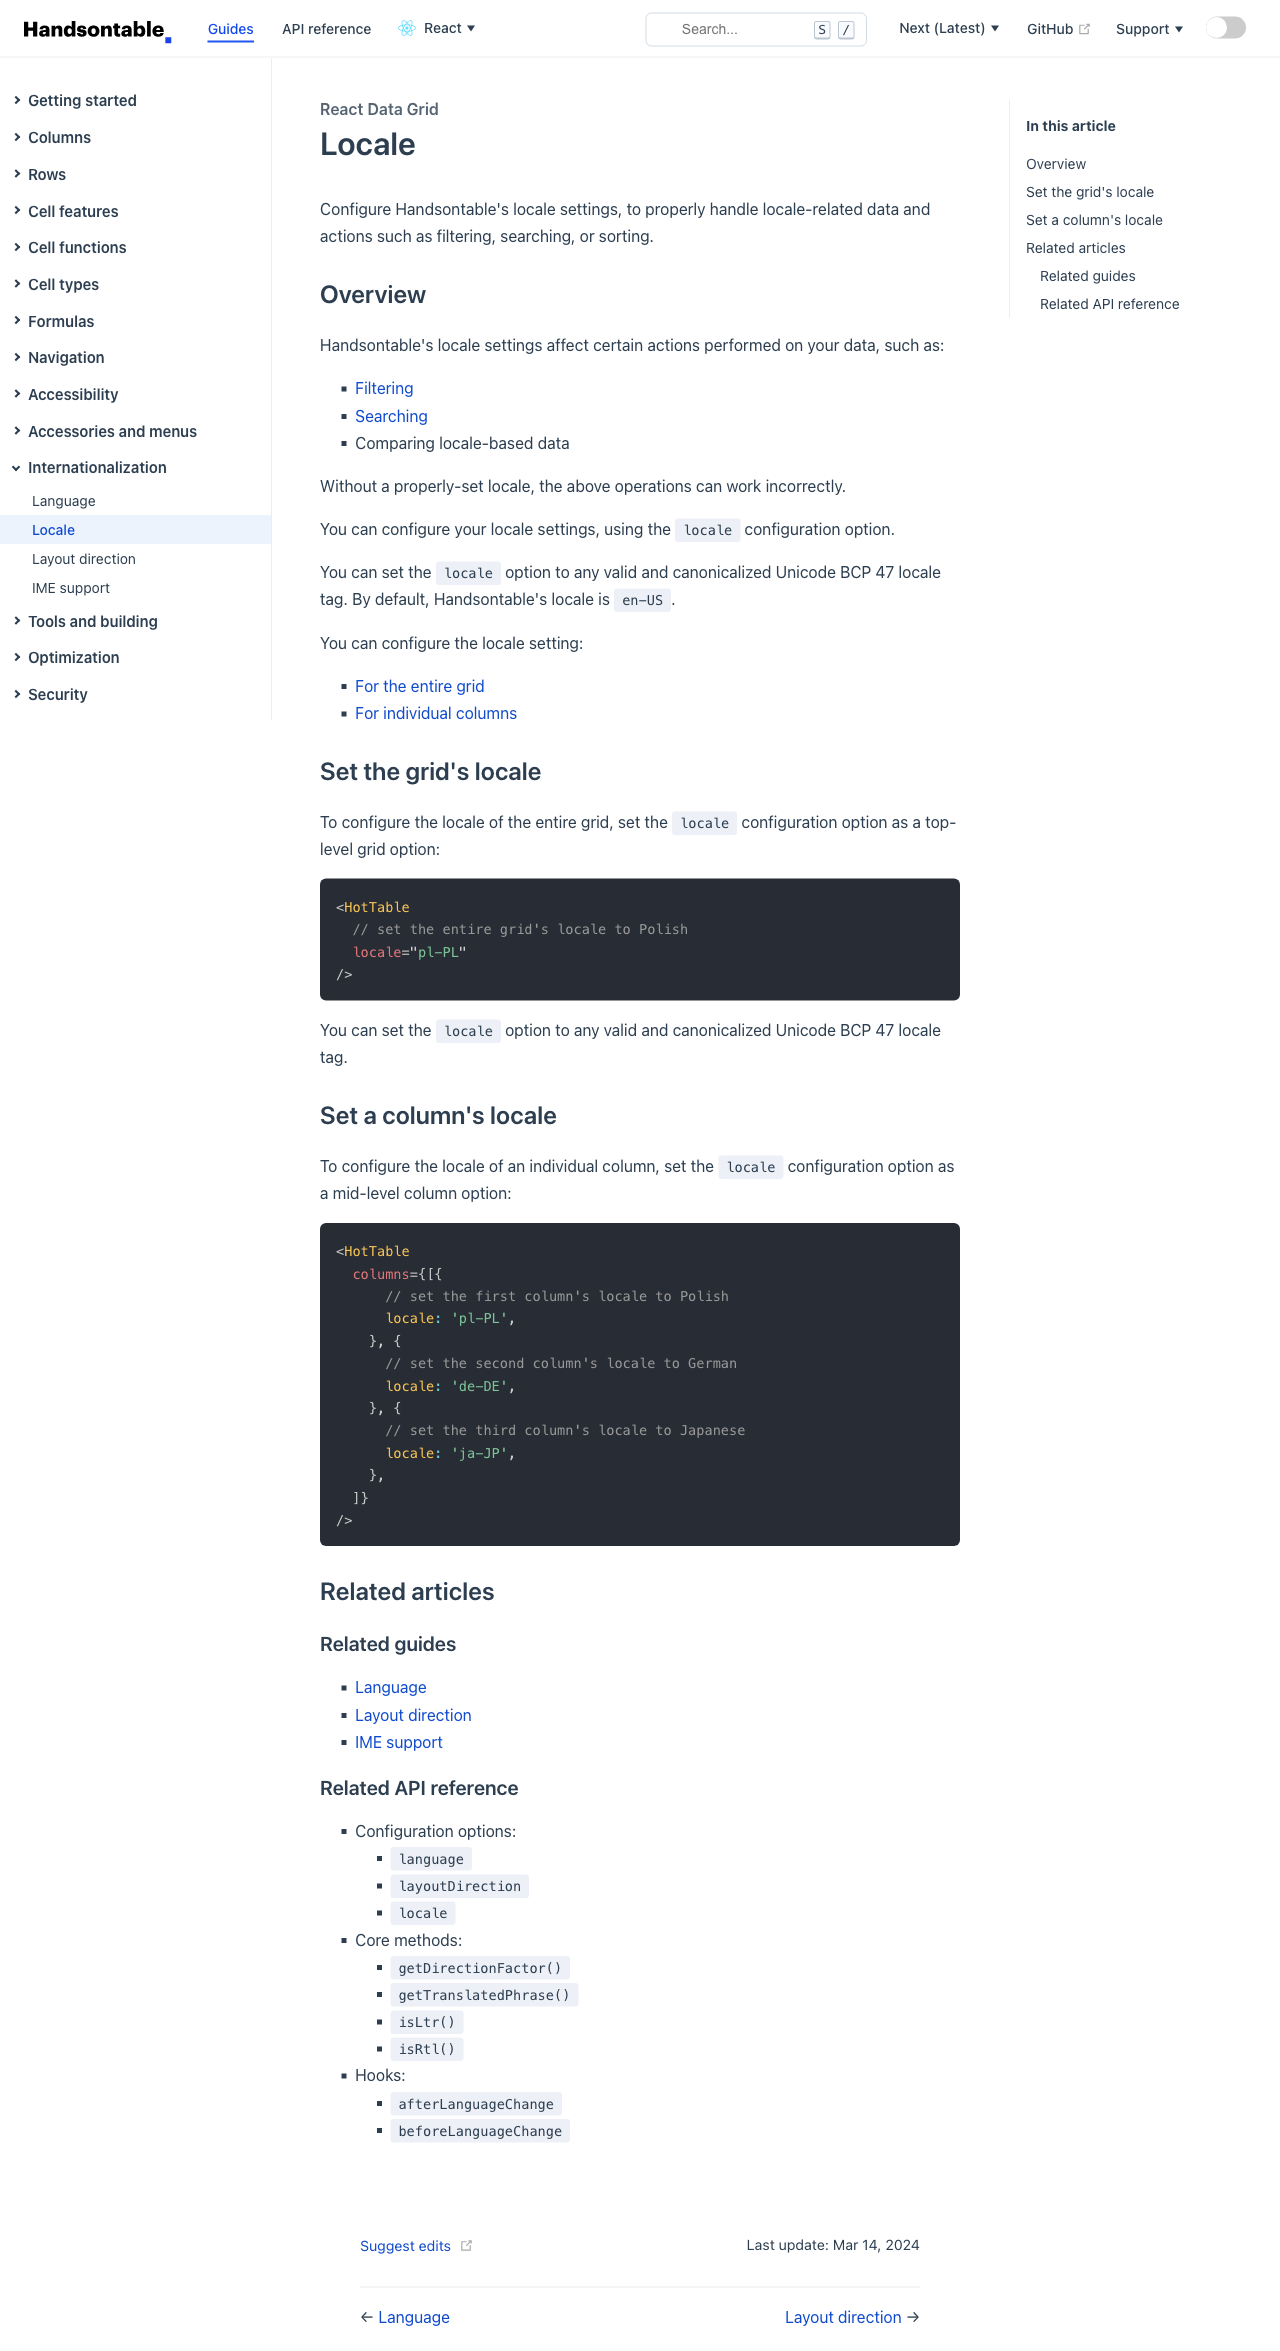 Handsontable
Guides
API reference
React
Search...
S
/
Next (Latest)
GitHub
Support
Getting started
Columns
Rows
Cell features
Cell functions
Cell types
Formulas
Navigation
Accessibility
Accessories and menus
Internationalization
Language
Locale
Layout direction
IME support
Tools and building
Optimization
Security
React Data Grid
Locale
Configure Handsontable's locale settings, to properly handle locale-related data and
actions such as filtering, searching, or sorting.
Overview
Handsontable's locale settings affect certain actions performed on your data, such as:
Filtering
Searching
Comparing locale-based data
Without a properly-set locale, the above operations can work incorrectly.
You can configure your locale settings, using the locale configuration option.
You can set the locale option to any valid and canonicalized Unicode BCP 47 locale
tag. By default, Handsontable's locale is en-US.
You can configure the locale setting:
For the entire grid
For individual columns
Set the grid's locale
To configure the locale of the entire grid, set the locale configuration option as a top-
level grid option:
<HotTable
  // set the entire grid's locale to Polish
  locale="pl-PL"
/>
You can set the locale option to any valid and canonicalized Unicode BCP 47 locale
tag.
Set a column's locale
To configure the locale of an individual column, set the locale configuration option as
a mid-level column option:
<HotTable
  columns={[{
      // set the first column's locale to Polish
      locale: 'pl-PL',
    }, {
      // set the second column's locale to German
      locale: 'de-DE',
    }, {
      // set the third column's locale to Japanese
      locale: 'ja-JP',
    },
  ]}
/>
Related articles
Related guides
Language
Layout direction
IME support
Related API reference
Configuration options:
language
layoutDirection
locale
Core methods:
getDirectionFactor()
getTranslatedPhrase()
isLtr()
isRtl()
Hooks:
afterLanguageChange
beforeLanguageChange
Suggest edits
Last update: Mar 14, 2024
← Language
Layout direction →
In this article
Overview
Set the grid's locale
Set a column's locale
Related articles
Related guides
Related API reference